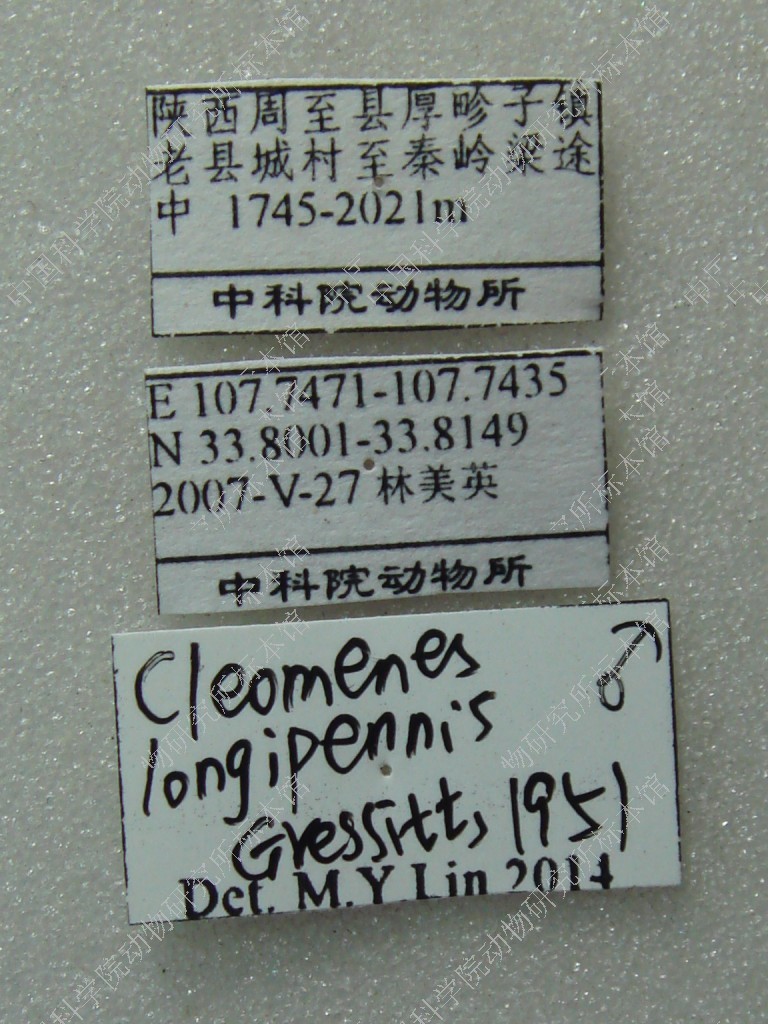 陕西周至县厚畛子镇
老县城村至秦岭梁途
中 1745-2021m
中科院动物所
E 107.7471-107.7435
N 33.8001-33.8149
2007-V-27 林美英
中科院动物所
Cleomenes ♂
longipennis
Gressitt, 1951
Det. M.Y. Lin 2014